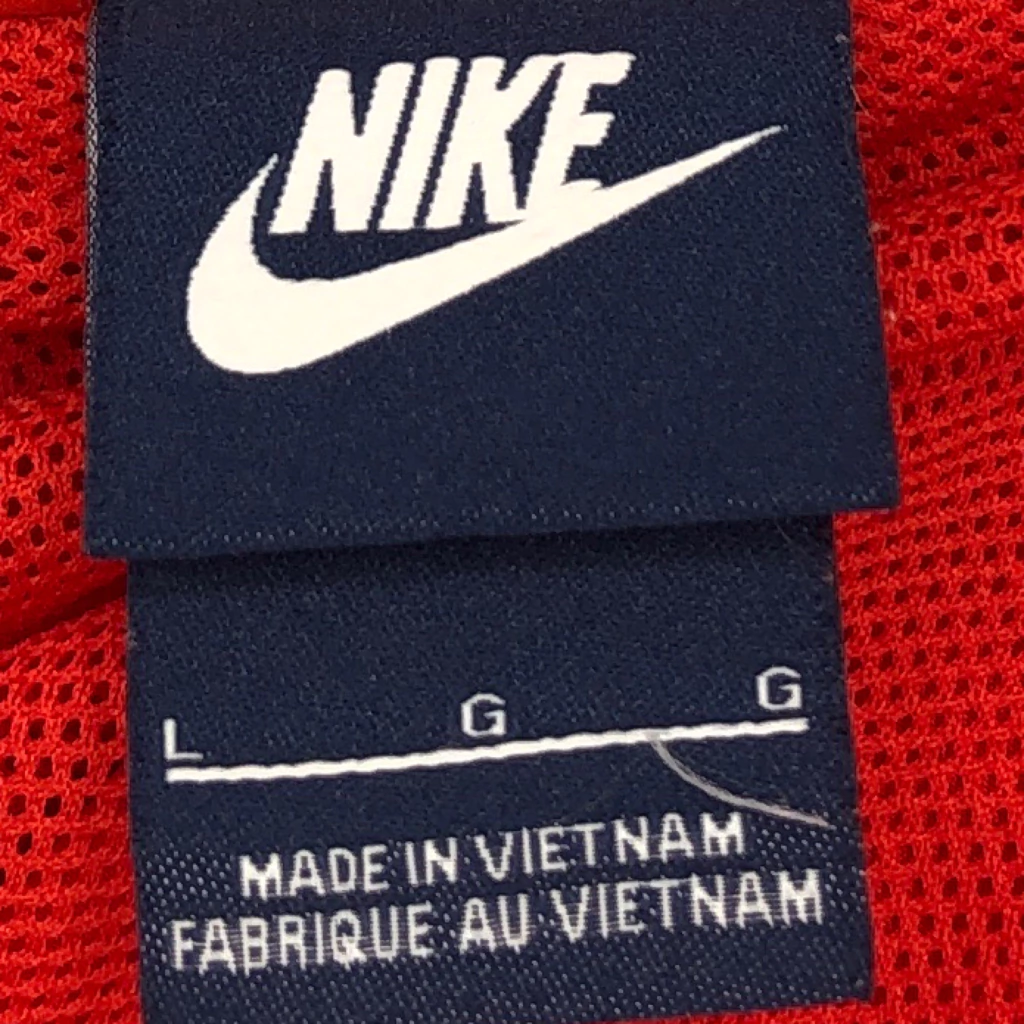 NIKE
L G G
MADE IN VIETNAM
FABRIQUE AU VIETNAM